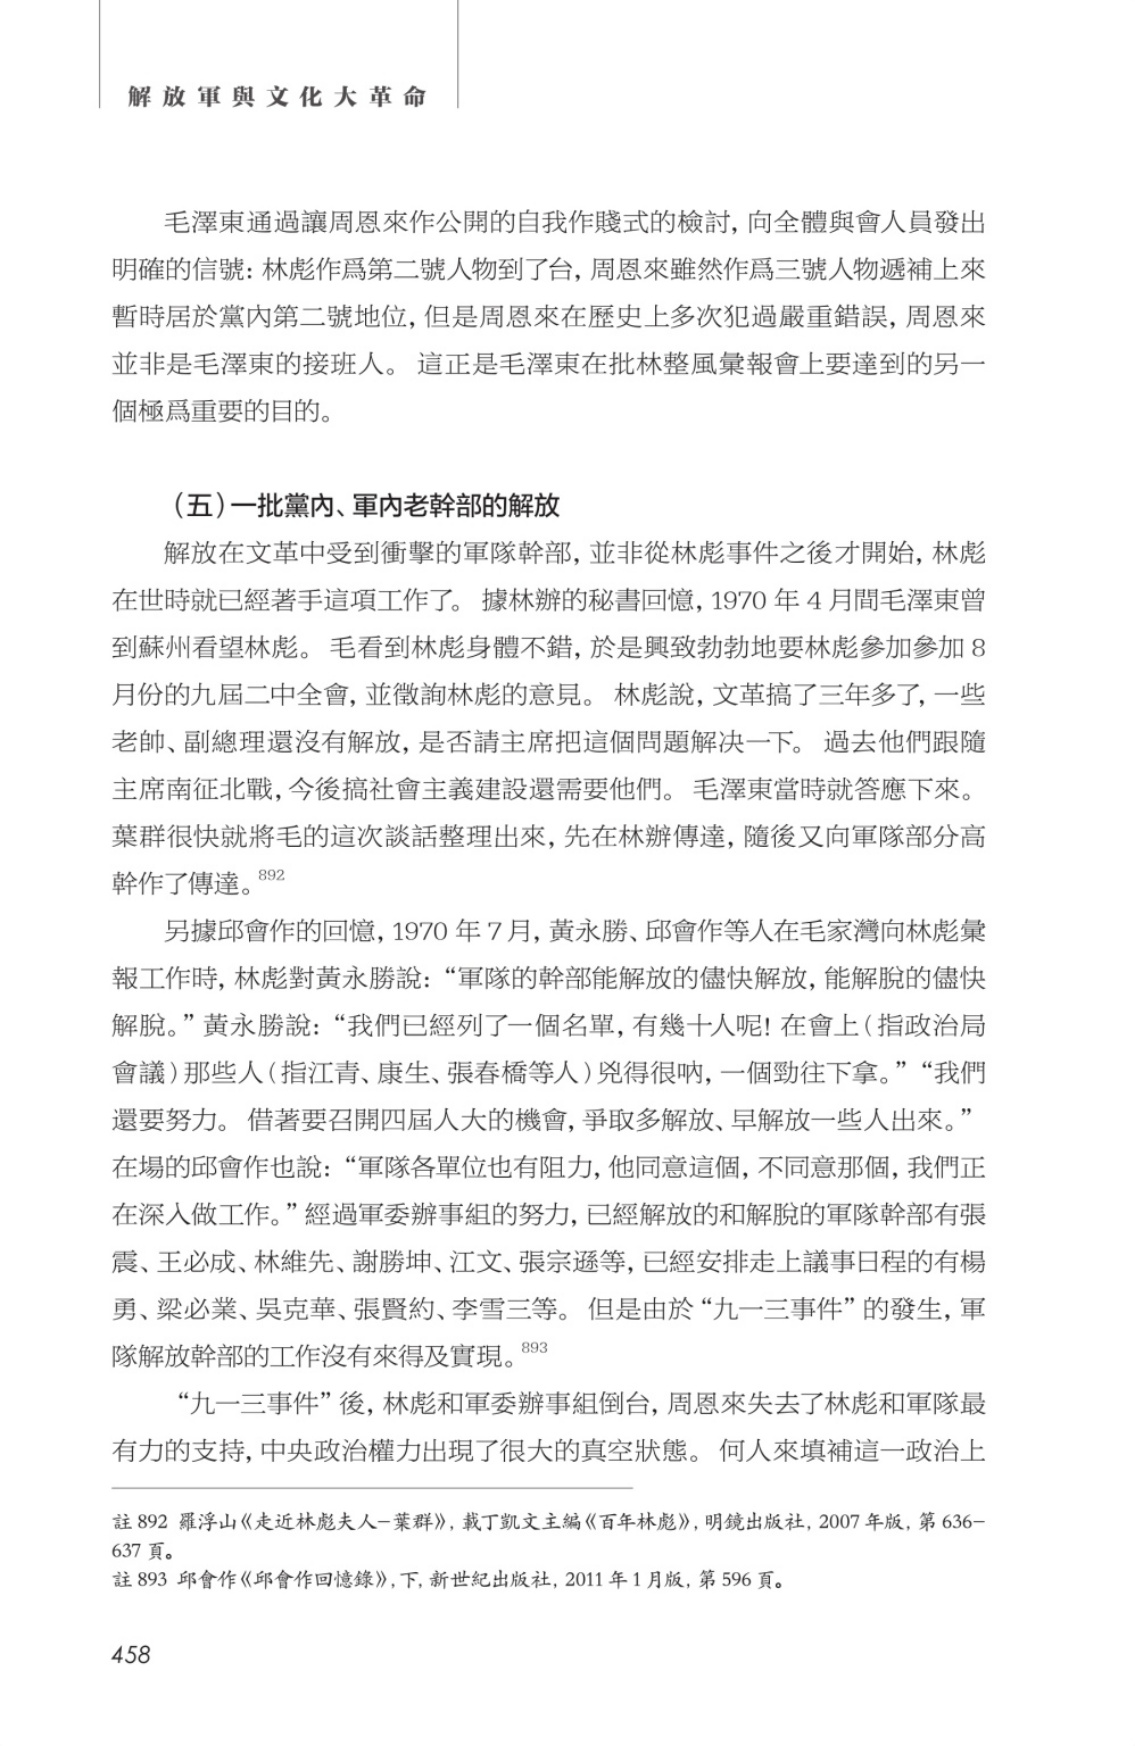 解放軍與文化大革命
毛澤東通過讓周恩來作公開的自我作賤式的檢討,向全體與會人員發出
明確的信號:林彪作爲第二號人物到了台,周恩來雖然作爲三號人物遞補上來
暫時居於黨內第二號地位,但是周恩來在歷史上多次犯過嚴重錯誤,周恩來
並非是毛澤東的接班人。這正是毛澤東在批林整風彙報會上要達到的另一
個極爲重要的目的。
(五)一批黨內、軍內老幹部的解放
解放在文革中受到衝擊的軍隊幹部,並非從林彪事件之後才開始,林彪
在世時就已經著手這項工作了。據林辦的秘書回憶,1970 年 4 月間毛澤東曾
到蘇州看望林彪。毛看到林彪身體不錯,於是興致勃勃地要林彪參加參加 8
月份的九屆二中全會,並徵詢林彪的意見。林彪說,文革搞了三年多了,一些
老帥、副總理還沒有解放,是否請主席把這個問題解決一下。過去他們跟隨
主席南征北戰,今後搞社會主義建設還需要他們。毛澤東當時就答應下來。
葉群很快就將毛的這次談話整理出來,先在林辦傳達,隨後又向軍隊部分高
幹作了傳達。892
另據邱會作的回憶,1970 年 7 月,黃永勝、邱會作等人在毛家灣向林彪彙
報工作時,林彪對黃永勝說:“軍隊的幹部能解放的儘快解放,能解脫的儘快
解脫。”黃永勝說:“我們已經列了一個名單,有幾十人呢!在會上(指政治局
會議)那些人(指江青、康生、張春橋等人)兇得很吶,一個勁往下拿。”“我們
還要努力。借著要召開四屆人大的機會,爭取多解放、早解放一些人出來。”
在場的邱會作也說:“軍隊各單位也有阻力,他同意這個,不同意那個,我們正
在深入做工作。”經過軍委辦事組的努力,已經解放的和解脫的軍隊幹部有張
震、王必成、林維先、謝勝坤、江文、張宗遜等,已經安排走上議事日程的有楊
勇、梁必業、吳克華、張賢約、李雪三等。但是由於“九一三事件”的發生,軍
隊解放幹部的工作沒有來得及實現。893
“九一三事件”後,林彪和軍委辦事組倒台,周恩來失去了林彪和軍隊最
有力的支持,中央政治權力出現了很大的真空狀態。何人來填補這一政治上
註 892 羅浮山《走近林彪夫人-葉群》,載丁凱文主編《百年林彪》,明鏡出版社,2007 年版,第 636-
637 頁。
註 893 邱會作《邱會作回憶錄》,下,新世紀出版社,2011 年 1 月版,第 596 頁。
458